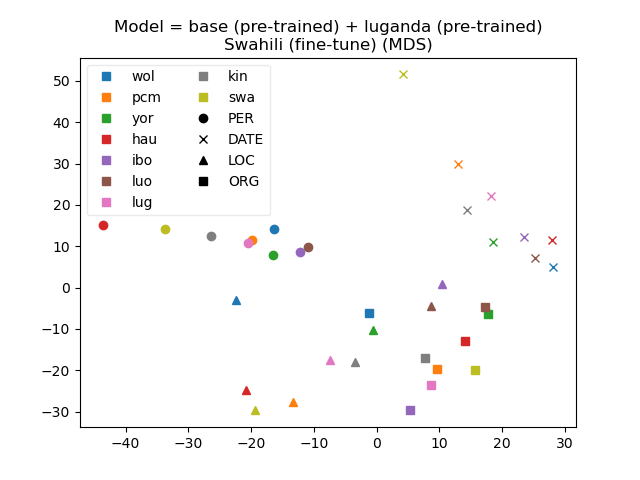 Model = base (pre-trained) + luganda (pre-trained)
Swahili (fine-tune) (MDS)
wol
pcm
yor
hau
ibo
luo
lug
kin
swa
PER
DATE
LOC
ORG
50
40
30
20
10
0
−10
−20
−30
−40 −30 −20 −10 0 10 20 30